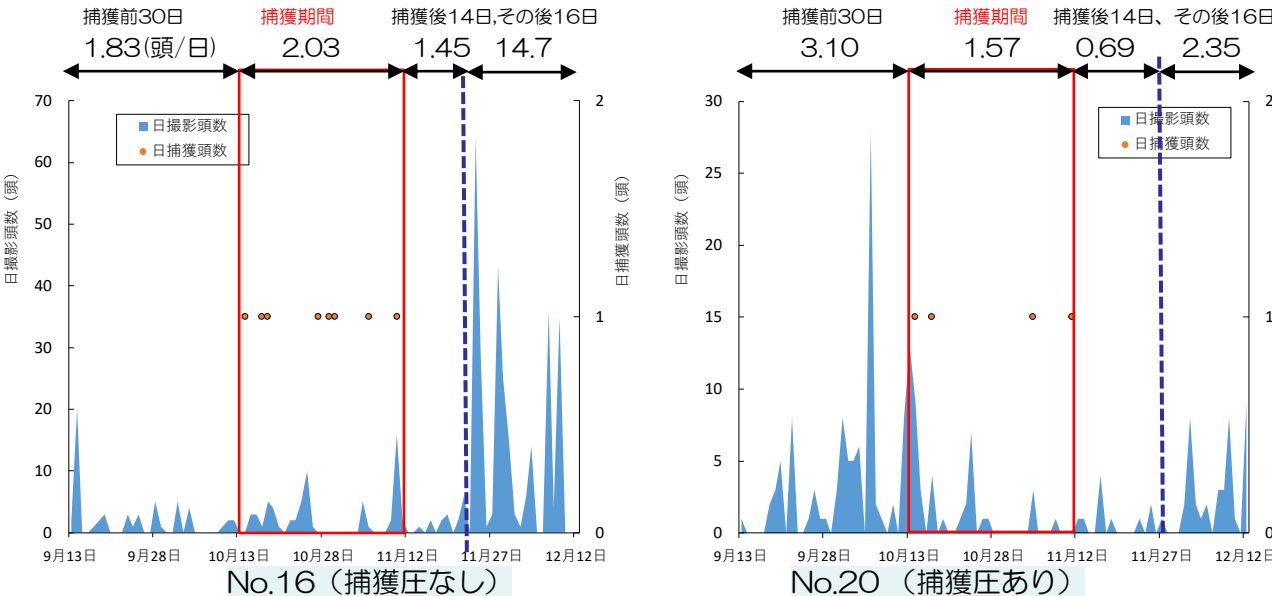 捕獲前30日 捕獲期間 捕獲後14日,その後16日
1.83(頭/日) 2.03 1.45 14.7
70
60
50
40
30
20
10
0
日撮影頭数（頭）
日撮影頭数
日捕獲頭数
2
1
0
日捕獲頭数（頭）
9月13日 9月28日 10月13日 10月28日 11月12日 11月27日 12月12日
No.16（捕獲圧なし）
捕獲前30日 捕獲期間 捕獲後14日、その後16日
3.10 1.57 0.69 2.35
30
25
20
15
10
5
0
日撮影頭数（頭）
日撮影頭数
日捕獲頭数
2
1
0
9月13日 9月28日 10月13日 10月28日 11月12日 11月27日 12月12日
No.20 （捕獲圧あり）